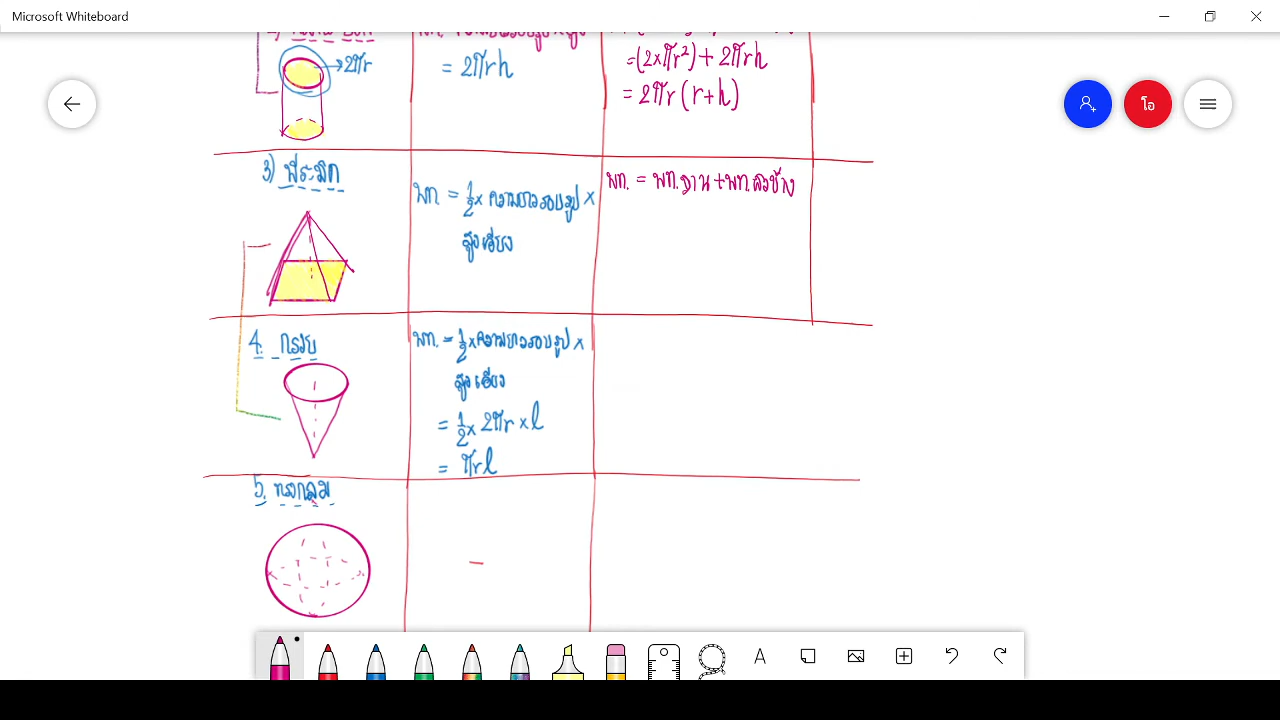 Microsoft Whiteboard
โอ
→2πr
= 2πrh
=(2×πr²)+2πrh
= 2πr(r+h)
3) พีระมิด
พท. = 1/2 × ความยาวรอบรูป ×
สูงเอียง
พท. = พท.ฐาน +พท.ผิวข้าง
4. กรวย
พท. = 1/2 ×ความยาวรอบรูป ×
สูงเอียง
= 1/2 × 2πr × l
= πrl
5. ทรงกลม
-
A